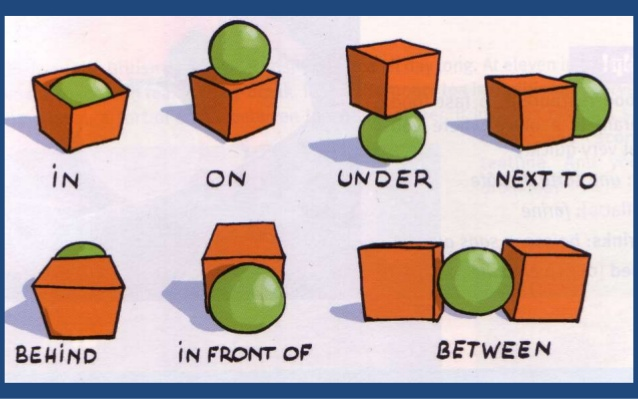 iN ON UNDER NEXT TO
BEHiND iN FRONT OF BETWEEN